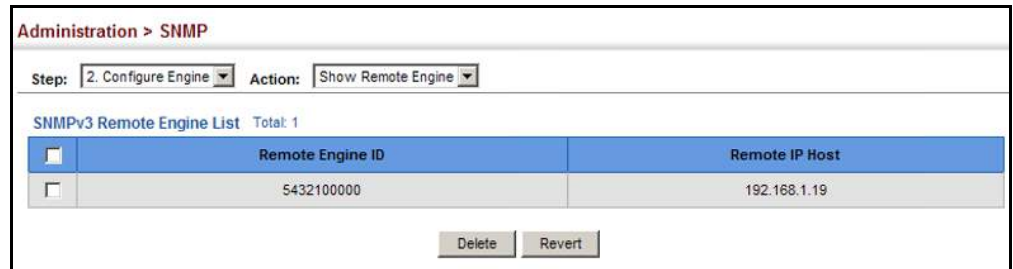 Administration > SNMP
Step: 2. Configure Engine Action: Show Remote Engine
SNMPv3 Remote Engine List Total: 1
Remote Engine ID Remote IP Host
5432100000 192.168.1.19
Delete Revert